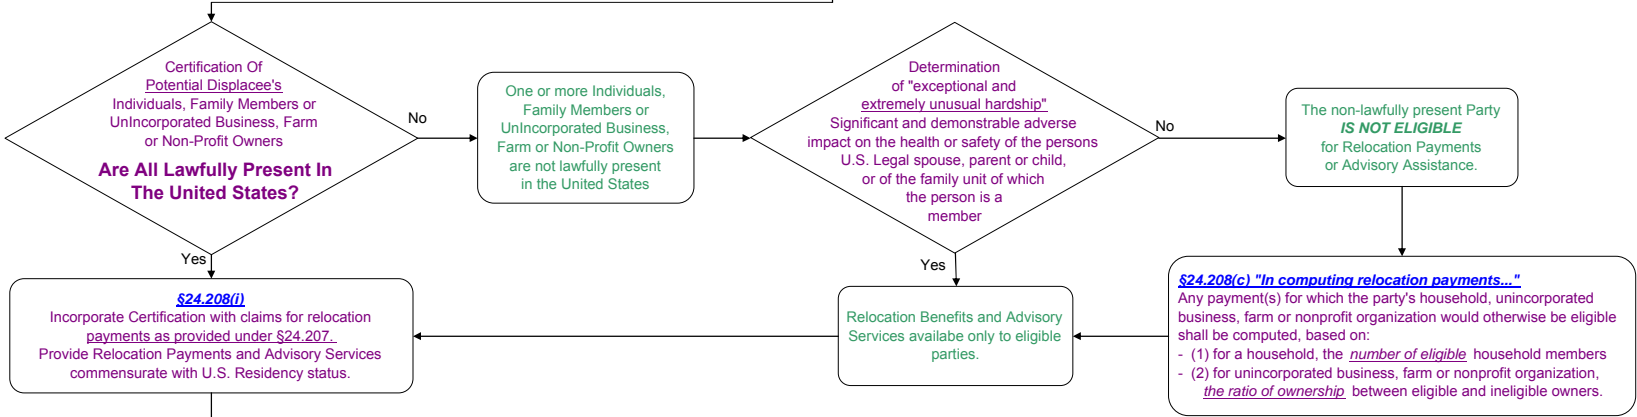 Certification Of
Potential Displacee's
Individuals, Family Members or
UnIncorporated Business, Farm
or Non-Profit Owners
Are All Lawfully Present In
The United States?
No
One or more Individuals,
Family Members or
UnIncorporated Business,
Farm or Non-Profit Owners
are not lawfully present
in the United States
Determination
of "exceptional and
extremely unusual hardship"
Significant and demonstrable adverse
impact on the health or safety of the persons
U.S. Legal spouse, parent or child,
or of the family unit of which
the person is a
member
No
The non-lawfully present Party
IS NOT ELIGIBLE
for Relocation Payments
or Advisory Assistance.
Yes
§24.208(i)
Incorporate Certification with claims for relocation
payments as provided under §24.207.
Provide Relocation Payments and Advisory Services
commensurate with U.S. Residency status.
Yes
Relocation Benefits and Advisory
Services availabe only to eligible
parties.
§24.208(c) "In computing relocation payments..."
Any payment(s) for which the party's household, unincorporated
business, farm or nonprofit organization would otherwise be eligible
shall be computed, based on:
- (1) for a household, the number of eligible household members
- (2) for unincorporated business, farm or nonprofit organization,
the ratio of ownership between eligible and ineligible owners.